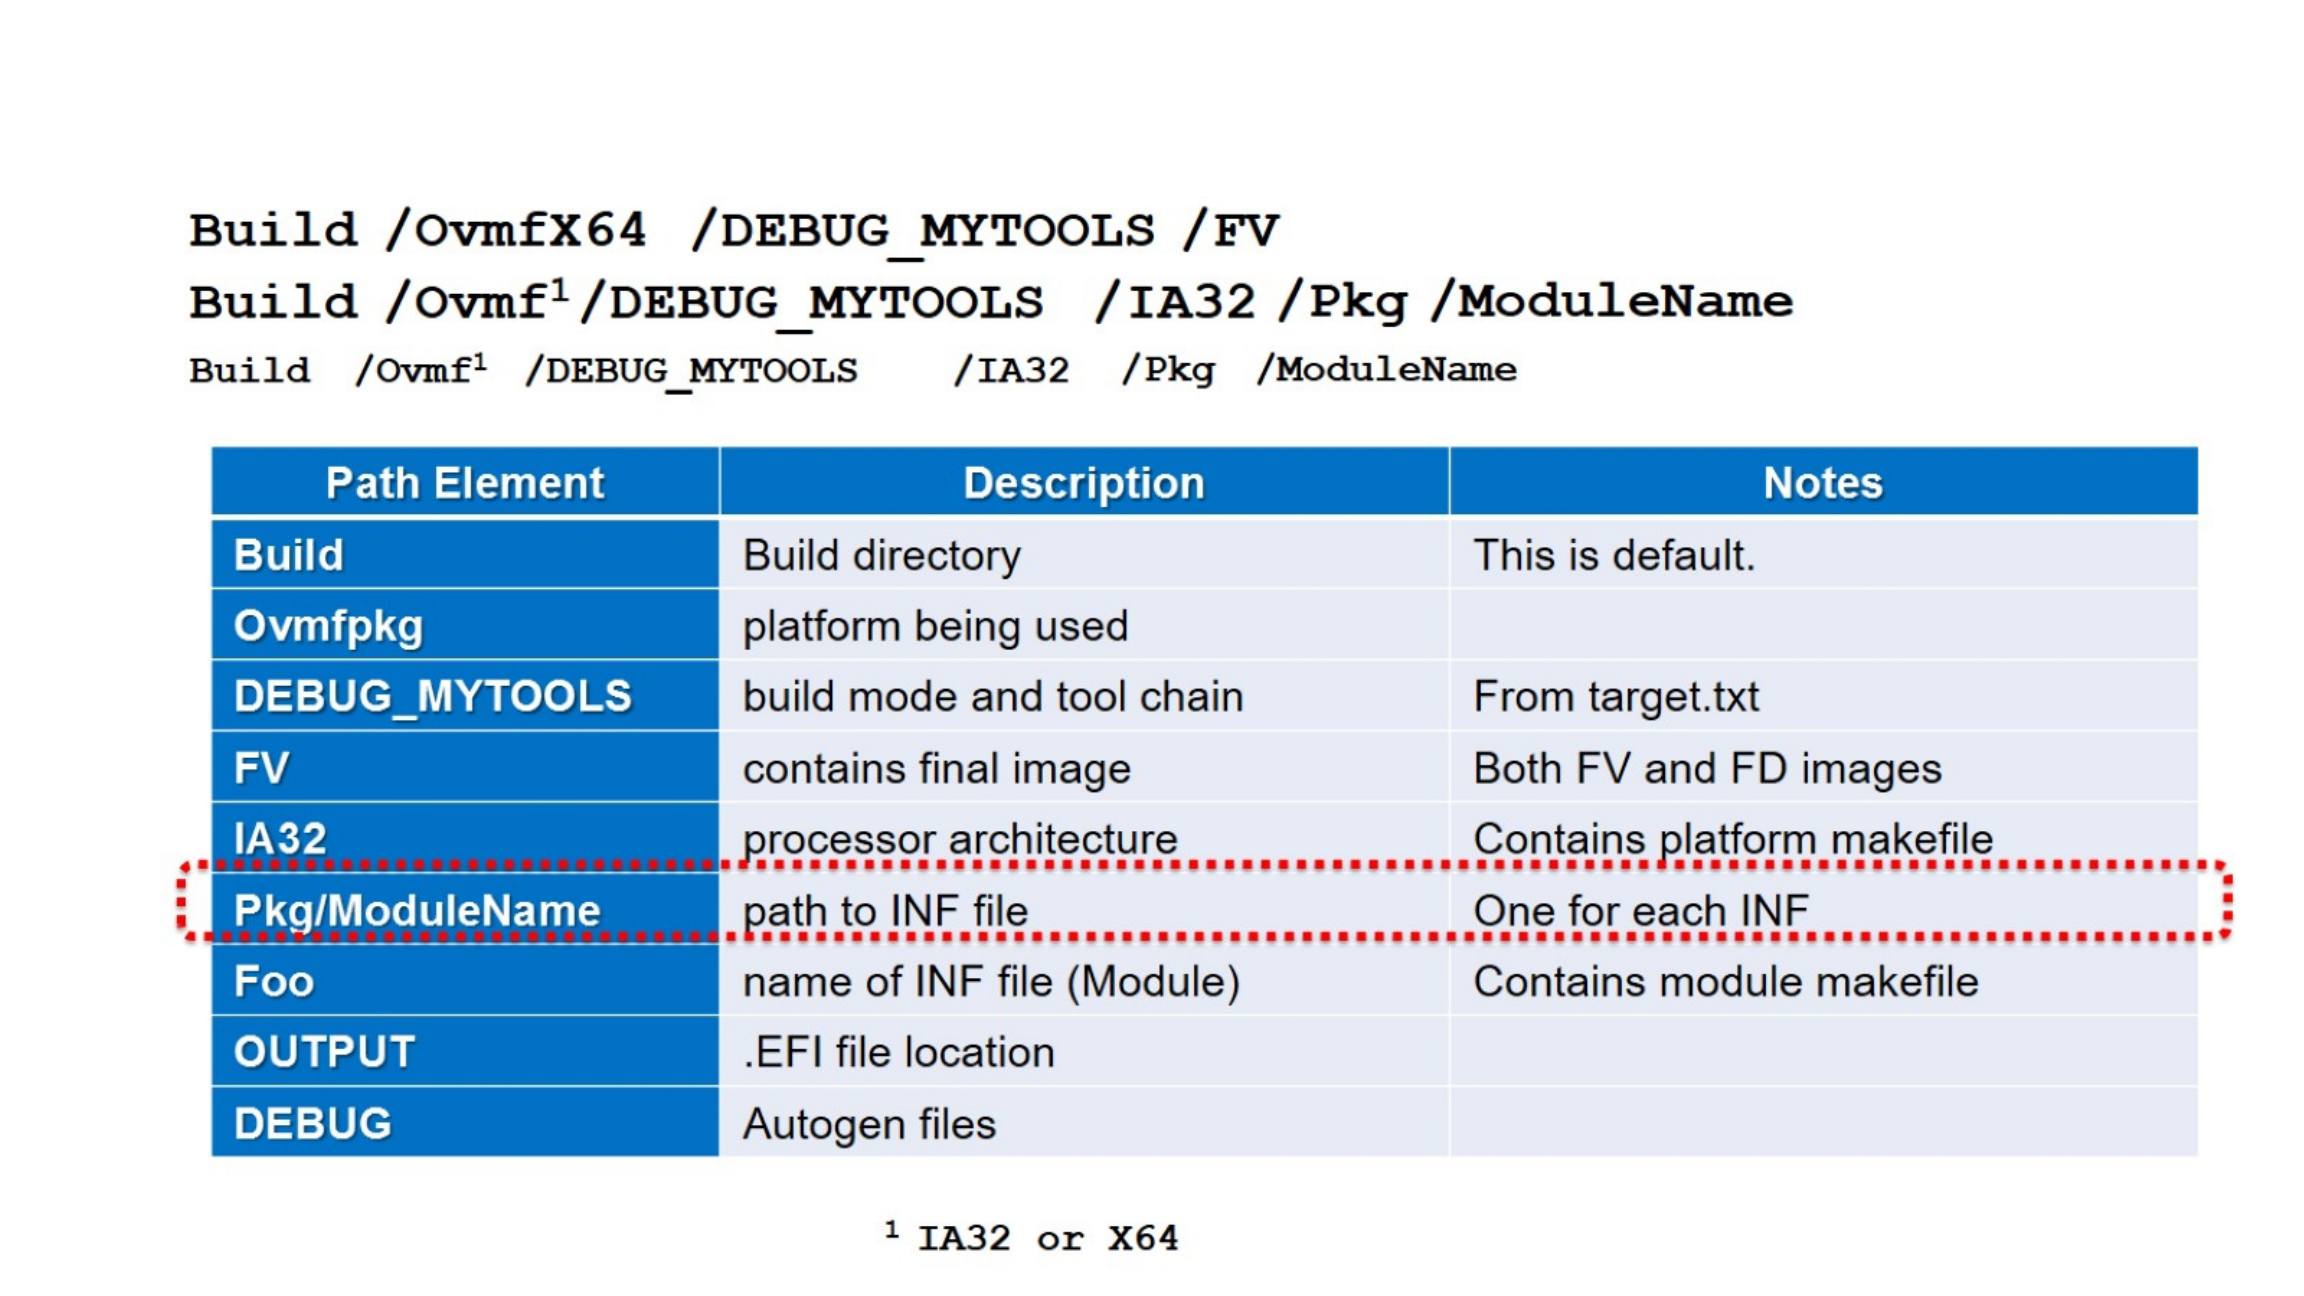 Build /OvmfX64 /DEBUG_MYTOOLS /FV
Build /Ovmf¹/DEBUG_MYTOOLS /IA32 /Pkg /ModuleName
Build /Ovmf¹ /DEBUG_MYTOOLS /IA32 /Pkg /ModuleName
Path Element Description Notes
Build Build directory This is default.
Ovmfpkg platform being used
DEBUG_MYTOOLS build mode and tool chain From target.txt
FV contains final image Both FV and FD images
IA32 processor architecture Contains platform makefile
Pkg/ModuleName path to INF file One for each INF
Foo name of INF file (Module) Contains module makefile
OUTPUT .EFI file location
DEBUG Autogen files
¹ IA32 or X64